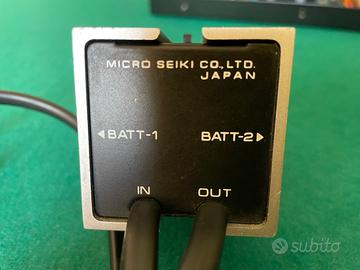 MICRO SEIKI CO., LTD.
JAPAN
◀BATT-1 BATT-2▶
IN OUT
subito